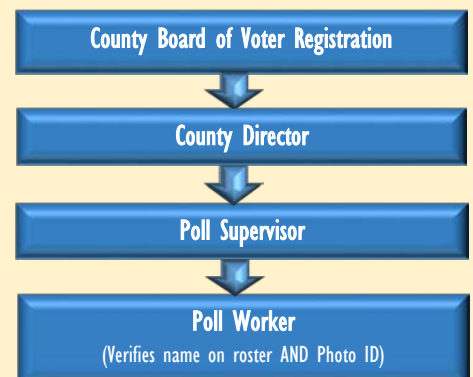 County Board of Voter Registration
County Director
Poll Supervisor
Poll Worker
(Verifies name on roster AND Photo ID)